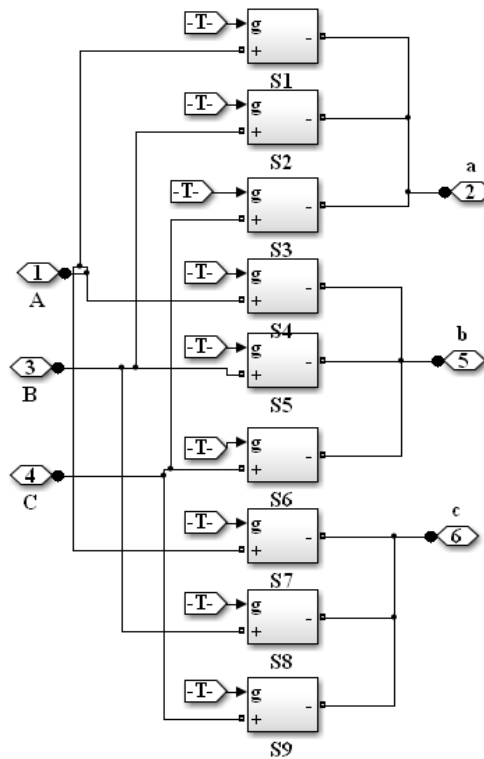 -T- g - +
S1
-T- g - +
S2
a
-T- g - + 2
S3
1 -T- g - +
A
S4
b
3 -T- g - + 5
B
S5
4 -T- g - +
C
S6
c
-T- g - + 6
S7
-T- g - +
S8
-T- g - +
S9